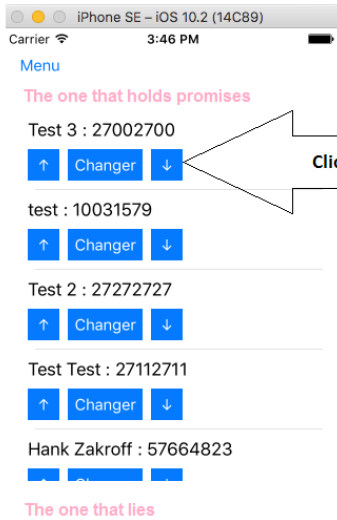 iPhone SE – iOS 10.2 (14C89)
Carrier 3:46 PM
Menu
The one that holds promises
Test 3 : 27002700
↑ Changer ↓
test : 10031579
↑ Changer ↓
Test 2 : 27272727
↑ Changer ↓
Test Test : 27112711
↑ Changer ↓
Hank Zakroff : 57664823
The one that lies